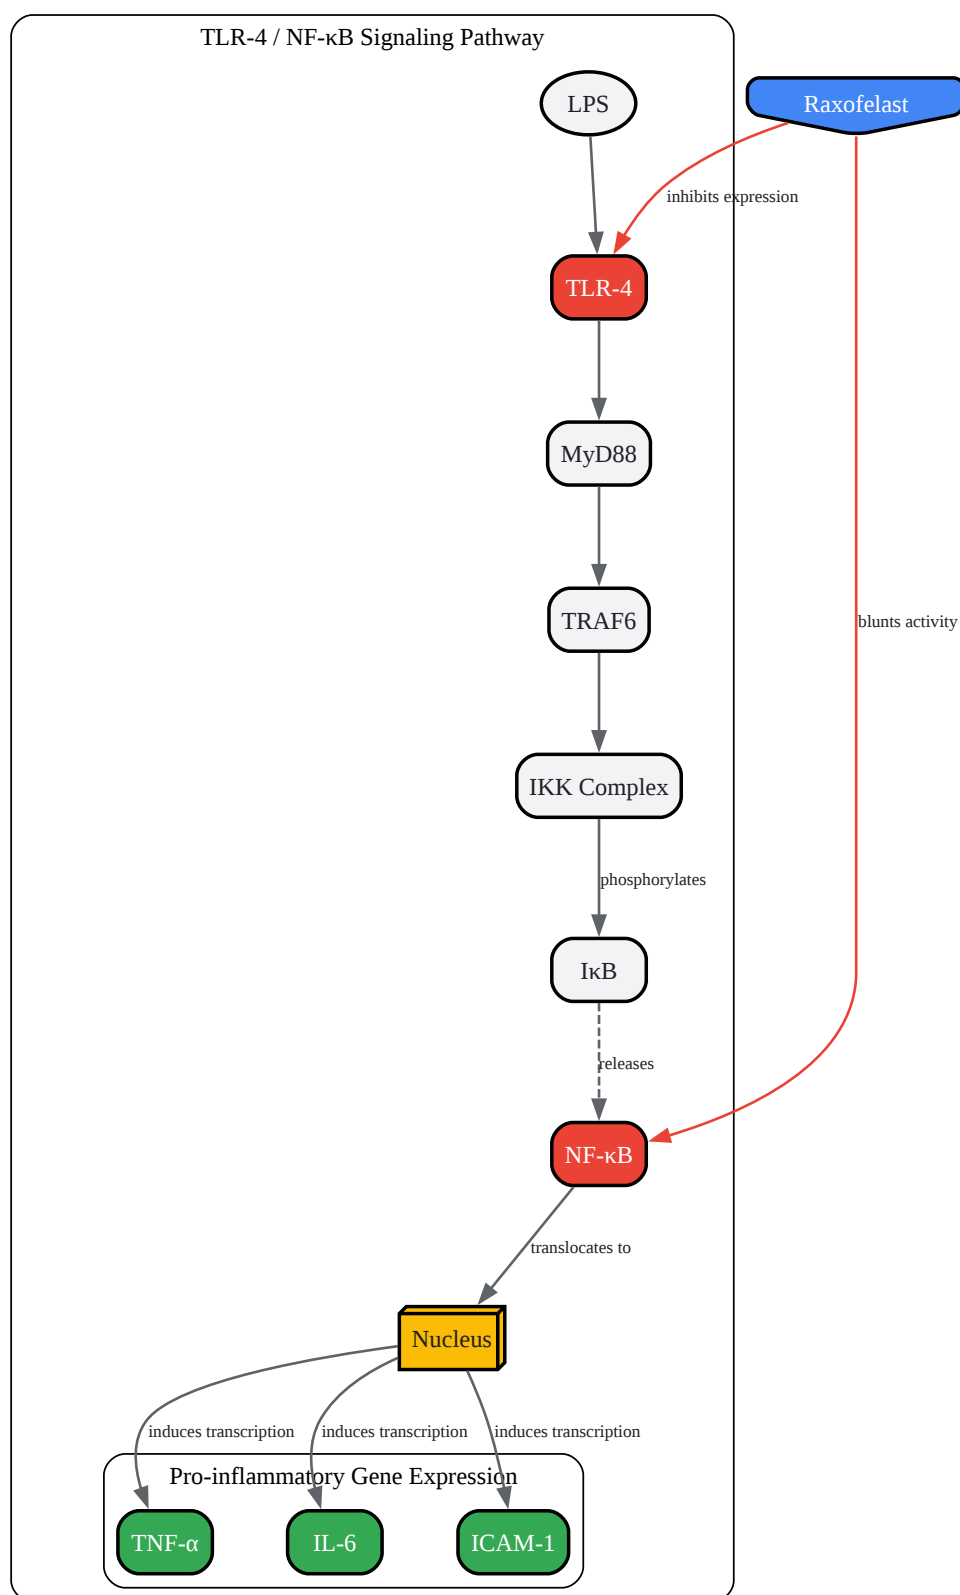 TLR-4 / NF-κB Signaling Pathway
LPS
Raxofelast
inhibits expression
TLR-4
MyD88
TRAF6
blunts activity
IKK Complex
phosphorylates
IκB
releases
NF-κB
translocates to
Nucleus
induces transcription
induces transcription
induces transcription
Pro-inflammatory Gene Expression
TNF-α
IL-6
ICAM-1